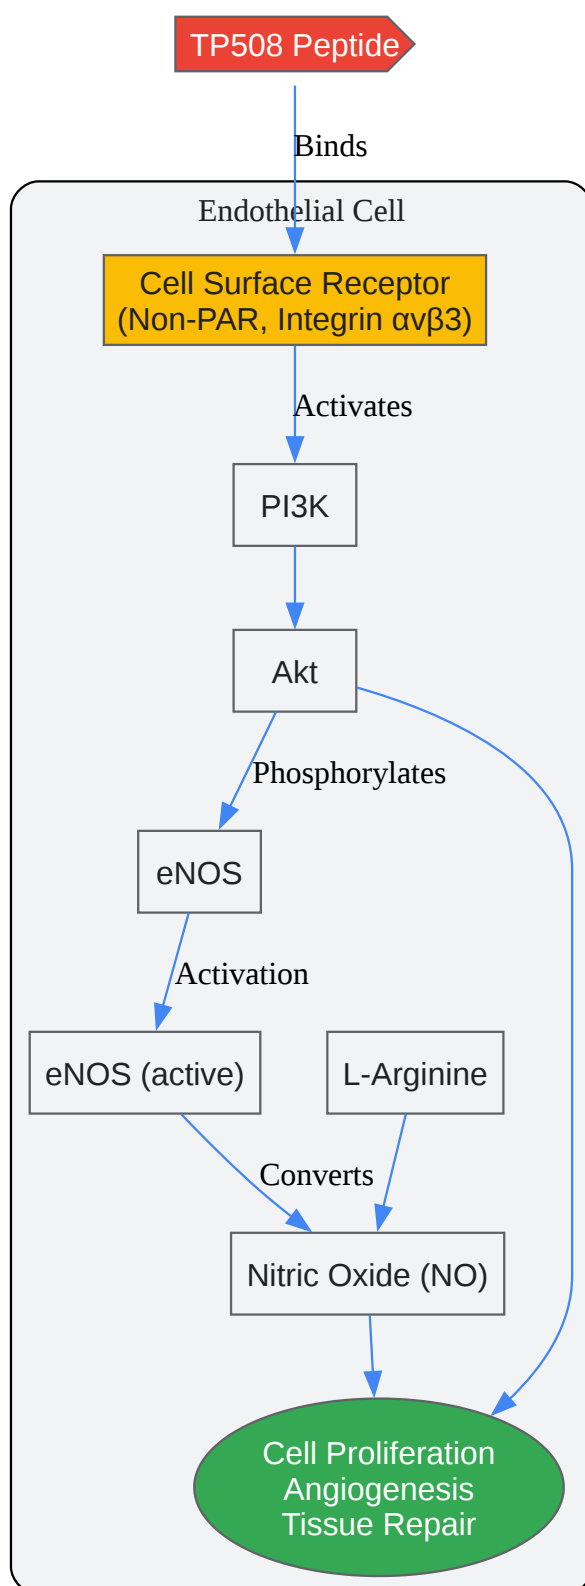 TP508 Peptide
Binds
Endothelial Cell
Cell Surface Receptor
(Non-PAR, Integrin αvβ3)
Activates
PI3K
Akt
Phosphorylates
eNOS
Activation
eNOS (active)
L-Arginine
Converts
Nitric Oxide (NO)
Cell Proliferation
Angiogenesis
Tissue Repair